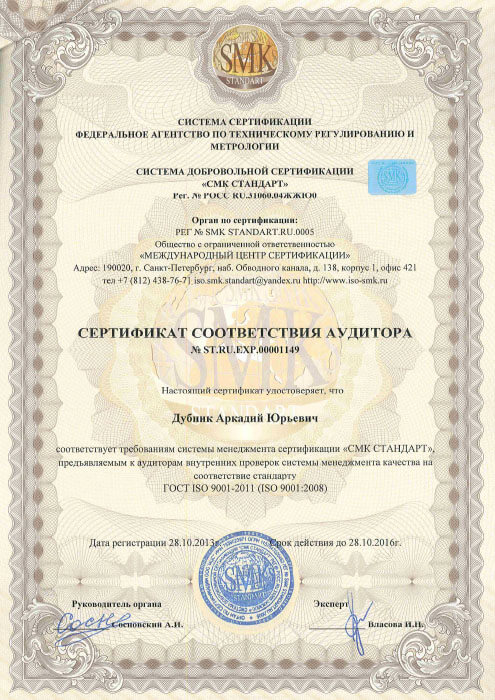 SMK
STANDART
СИСТЕМА СЕРТИФИКАЦИИ
ФЕДЕРАЛЬНОЕ АГЕНТСТВО ПО ТЕХНИЧЕСКОМУ РЕГУЛИРОВАНИЮ И
МЕТРОЛОГИИ
СИСТЕМА ДОБРОВОЛЬНОЙ СЕРТИФИКАЦИИ
«СМК СТАНДАРТ»
Рег. № РОСС RU.31060.04ЖЖЮ0
SMK
Орган по сертификации:
РЕГ № SMK STANDART.RU.0005
Общество с ограниченной ответственностью
«МЕЖДУНАРОДНЫЙ ЦЕНТР СЕРТИФИКАЦИИ»
Адрес: 190020, г. Санкт-Петербург, наб. Обводного канала, д. 138, корпус 1, офис 421
тел +7 (812) 438-76-71 iso.smk.standart@yandex.ru http://www.iso-smk.ru
СЕРТИФИКАТ СООТВЕТСТВИЯ АУДИТОРА
№ ST.RU.EXP.00001149
SMK
Настоящий сертификат удостоверяет, что
STANDART
Дубник Аркадий Юрьевич
соответствует требованиям системы менеджмента сертификации «СМК СТАНДАРТ»,
предъявляемым к аудиторам внутренних проверок системы менеджмента качества на
соответствие стандарту
ГОСТ ISO 9001-2011 (ISO 9001:2008)
Дата регистрации 28.10.2013г. Срок действия до 28.10.2016г.
SMK
STANDART
Руководитель органа Эксперт
Сосновский А.И. Власова И.Н.